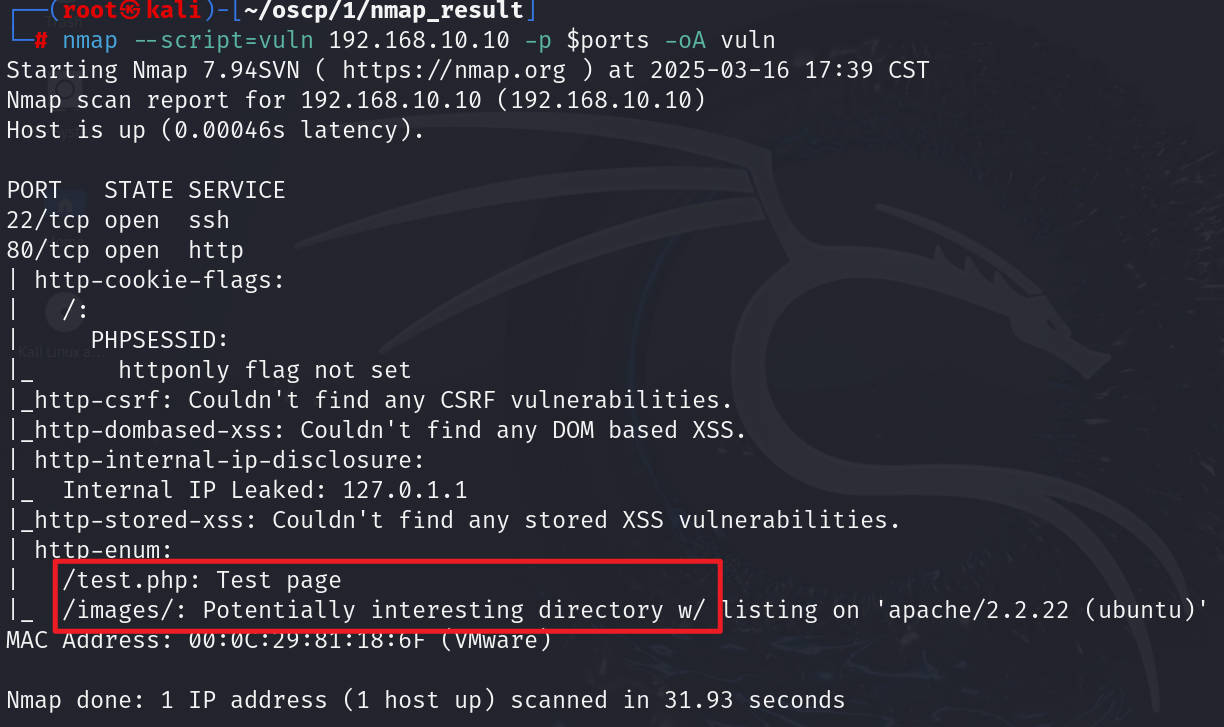 ┌──(root㉿kali)-[~/oscp/1/nmap_result]
└─# nmap --script=vuln 192.168.10.10 -p $ports -oA vuln
Starting Nmap 7.94SVN ( https://nmap.org ) at 2025-03-16 17:39 CST
Nmap scan report for 192.168.10.10 (192.168.10.10)
Host is up (0.00046s latency).

PORT   STATE SERVICE
22/tcp open  ssh
80/tcp open  http
| http-cookie-flags:
|   /:
|     PHPSESSID:
|_      httponly flag not set
|_http-csrf: Couldn't find any CSRF vulnerabilities.
|_http-dombased-xss: Couldn't find any DOM based XSS.
| http-internal-ip-disclosure:
|_  Internal IP Leaked: 127.0.1.1
|_http-stored-xss: Couldn't find any stored XSS vulnerabilities.
| http-enum:
|   /test.php: Test page
|_  /images/: Potentially interesting directory w/ listing on 'apache/2.2.22 (ubuntu)'
MAC Address: 00:0C:29:81:18:6F (VMware)

Nmap done: 1 IP address (1 host up) scanned in 31.93 seconds
Kali Linux a...